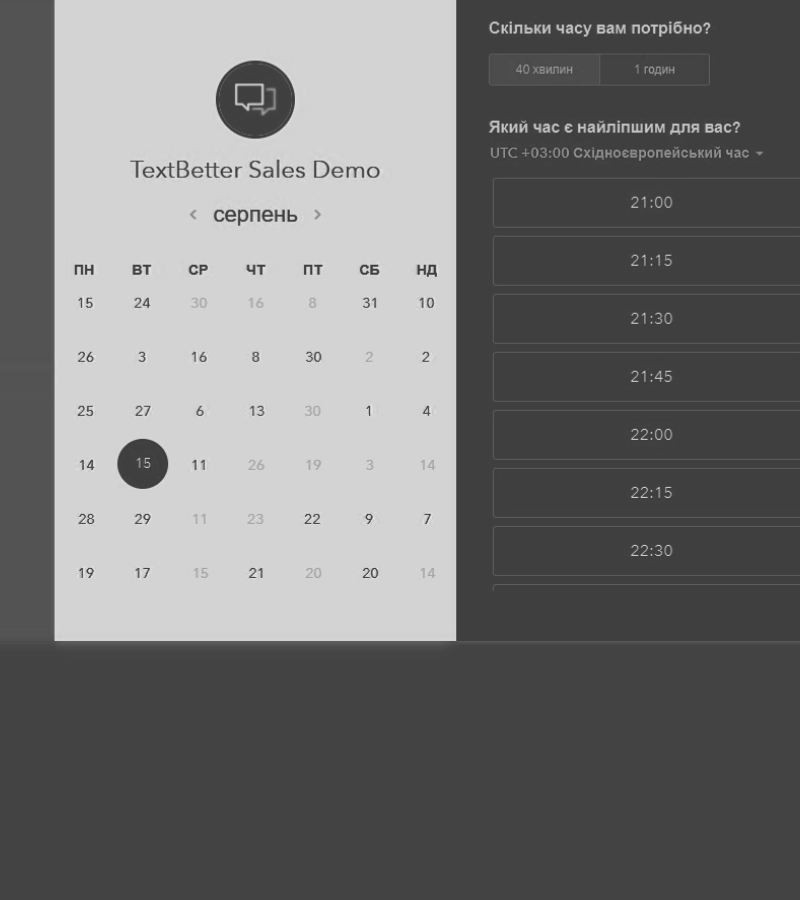 TextBetter Sales Demo
серпень
ПН ВТ СР ЧТ ПТ СБ НД
15 24 30 16 8 31 10
26 3 16 8 30 2 2
25 27 6 13 30 1 4
14 15 11 26 19 3 14
28 29 11 23 22 9 7
19 17 15 21 20 20 14
Скільки часу вам потрібно?
40 хвилин 1 годин
Який час є найліпшим для вас?
UTC +03:00 Східноєвропейський час
21:00
21:15
21:30
21:45
22:00
22:15
22:30